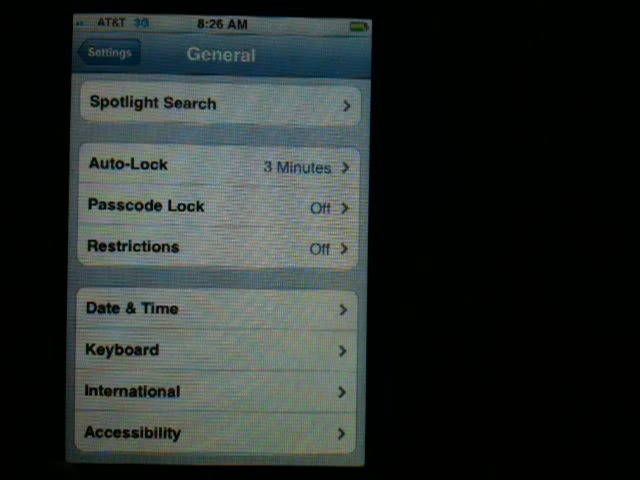 AT&T 3G 8:26 AM
Settings General
Spotlight Search
Auto-Lock 3 Minutes
Passcode Lock Off
Restrictions Off
Date & Time
Keyboard
International
Accessibility